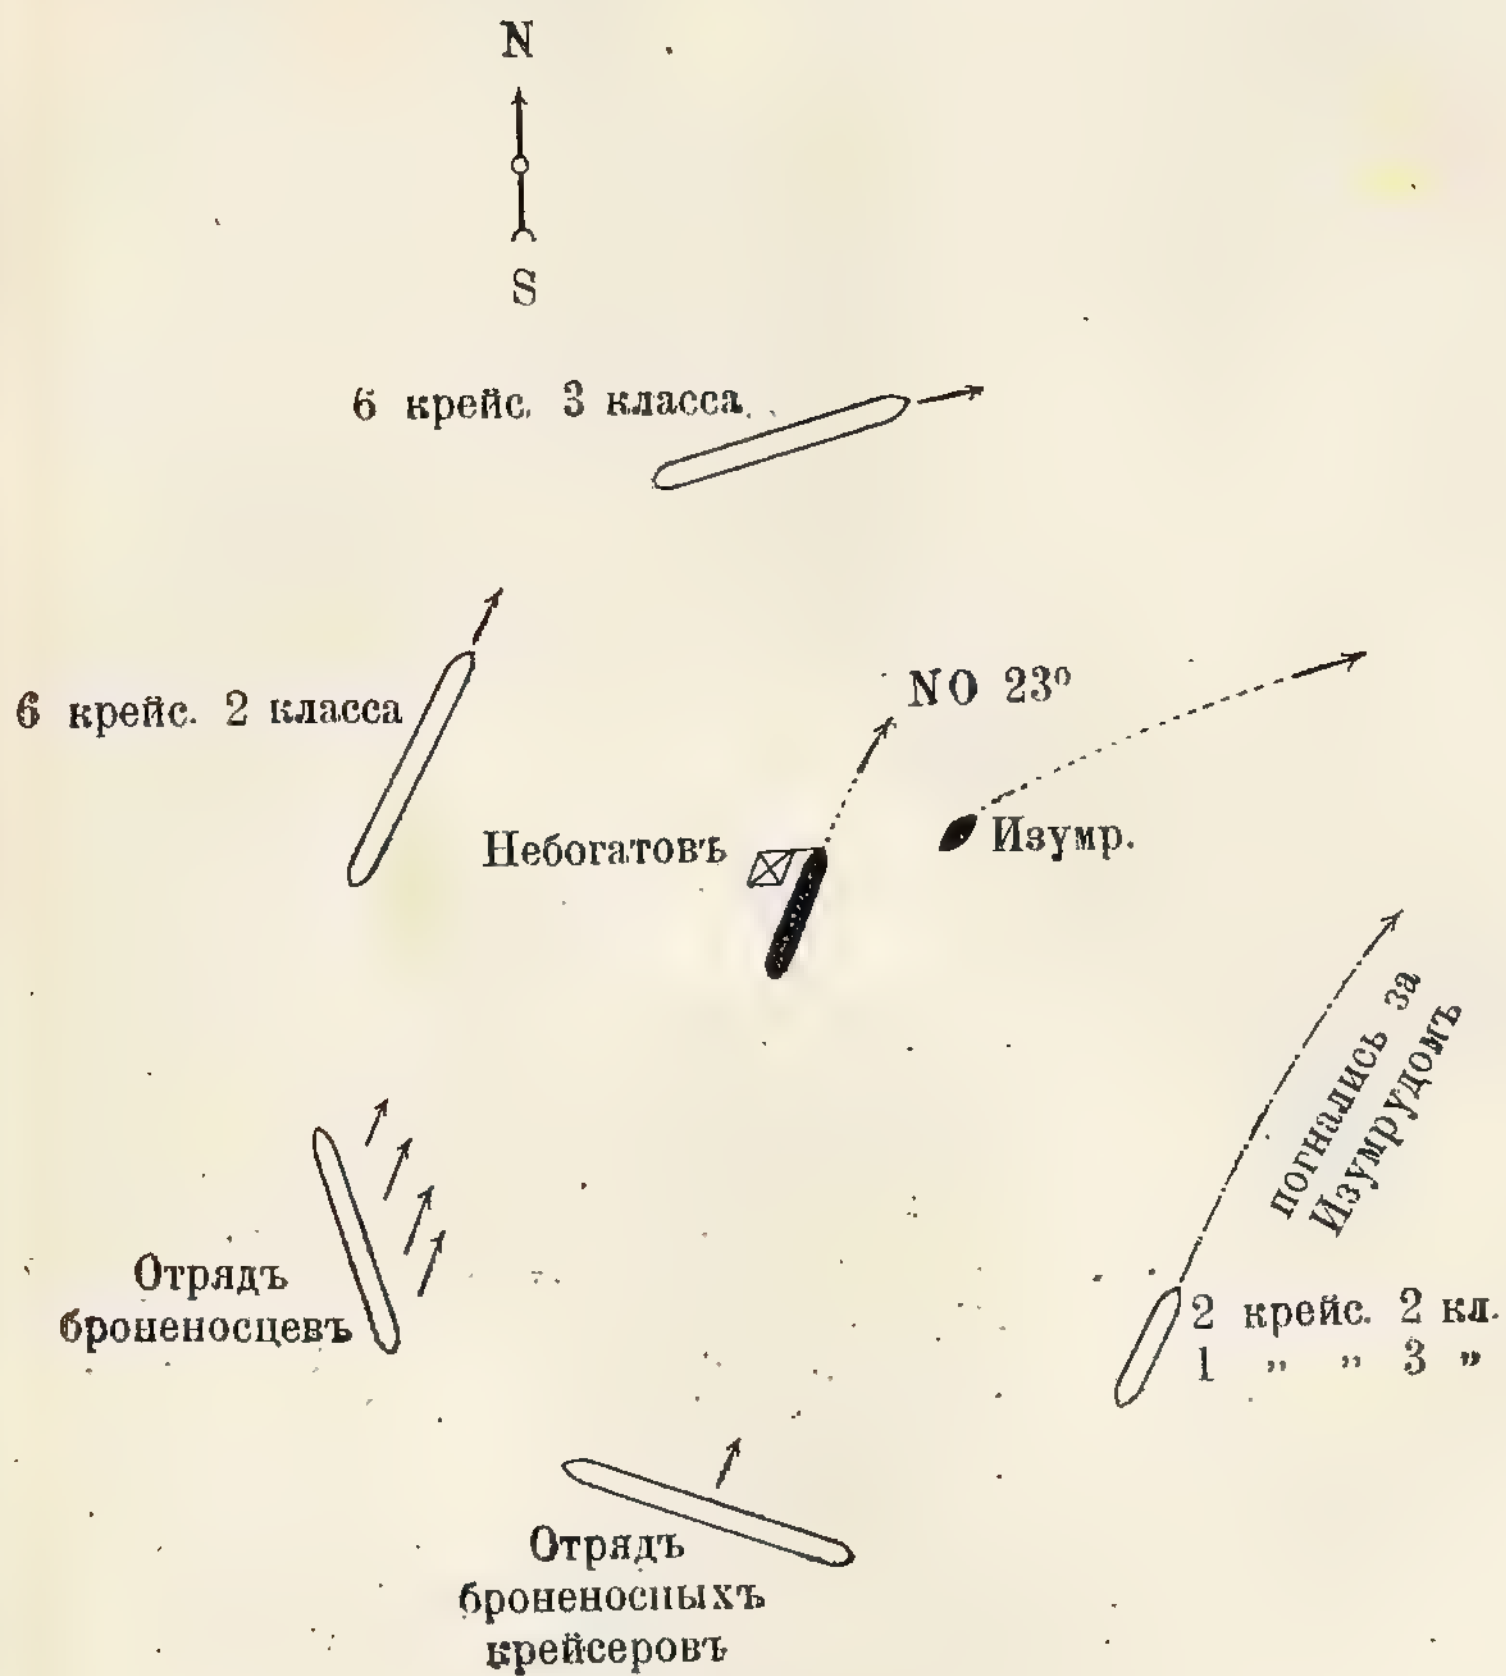 N
S
6 крейс. 3 класса.
6 крейс. 2 класса
NO 23°
Небогатовъ
Изумр.
погнались за
Изумрудомъ
Отрядъ
броненосцевъ
2 крейс. 2 кл.
1 „ „ 3 „
Отрядъ
броненосныхъ
крейсеровъ